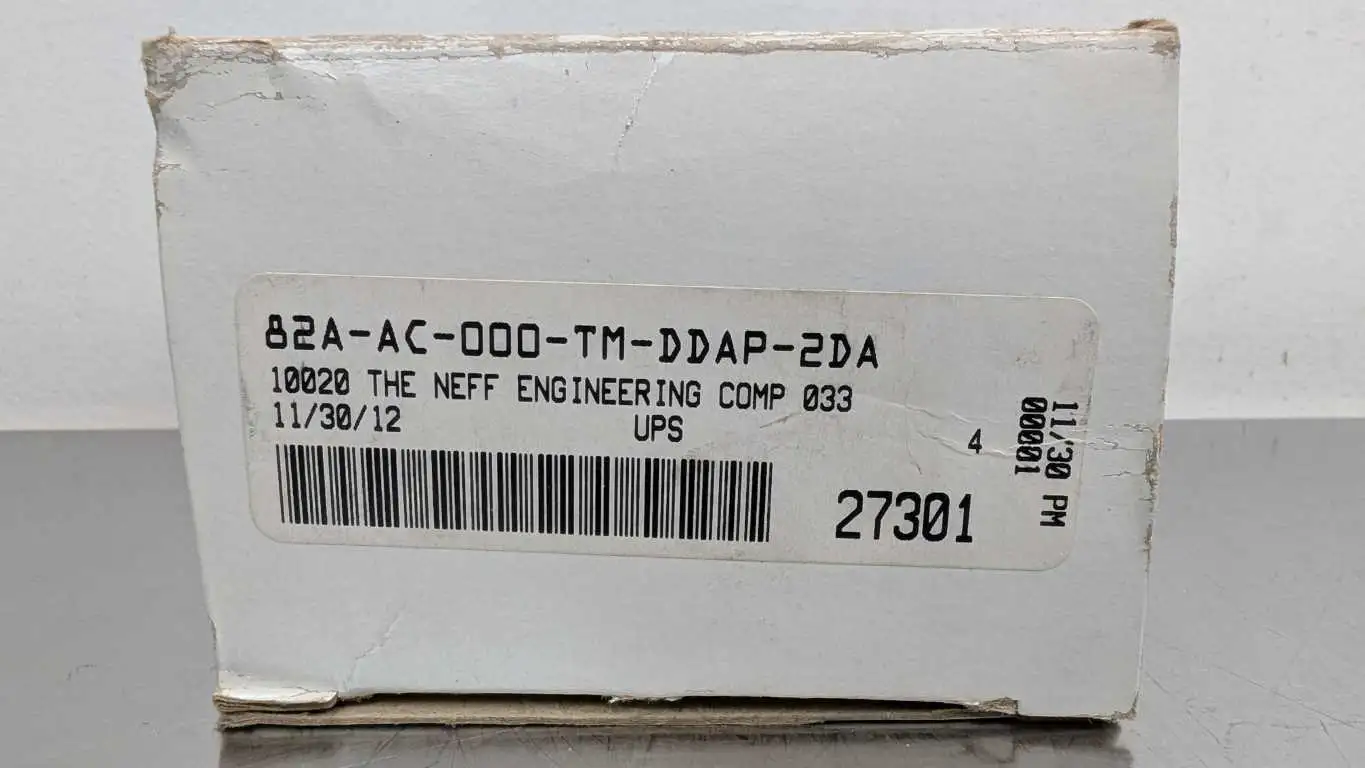 82A-AC-000-TM-DDAP-2DA
10020 THE NEFF ENGINEERING COMP 033
11/30/12 UPS 4
27301
11/30 PM
00001